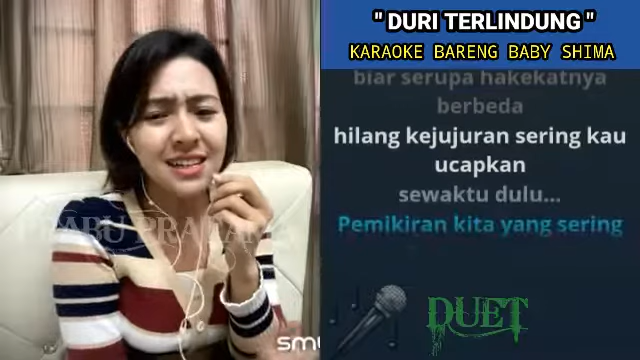 " DURI TERLINDUNG "
KARAOKE BARENG BABY SHIMA
biar serupa hakekatnya
berbeda
hilang kejujuran sering kau
ucapkan
sewaktu dulu...
Pemikiran kita yang sering
DUET